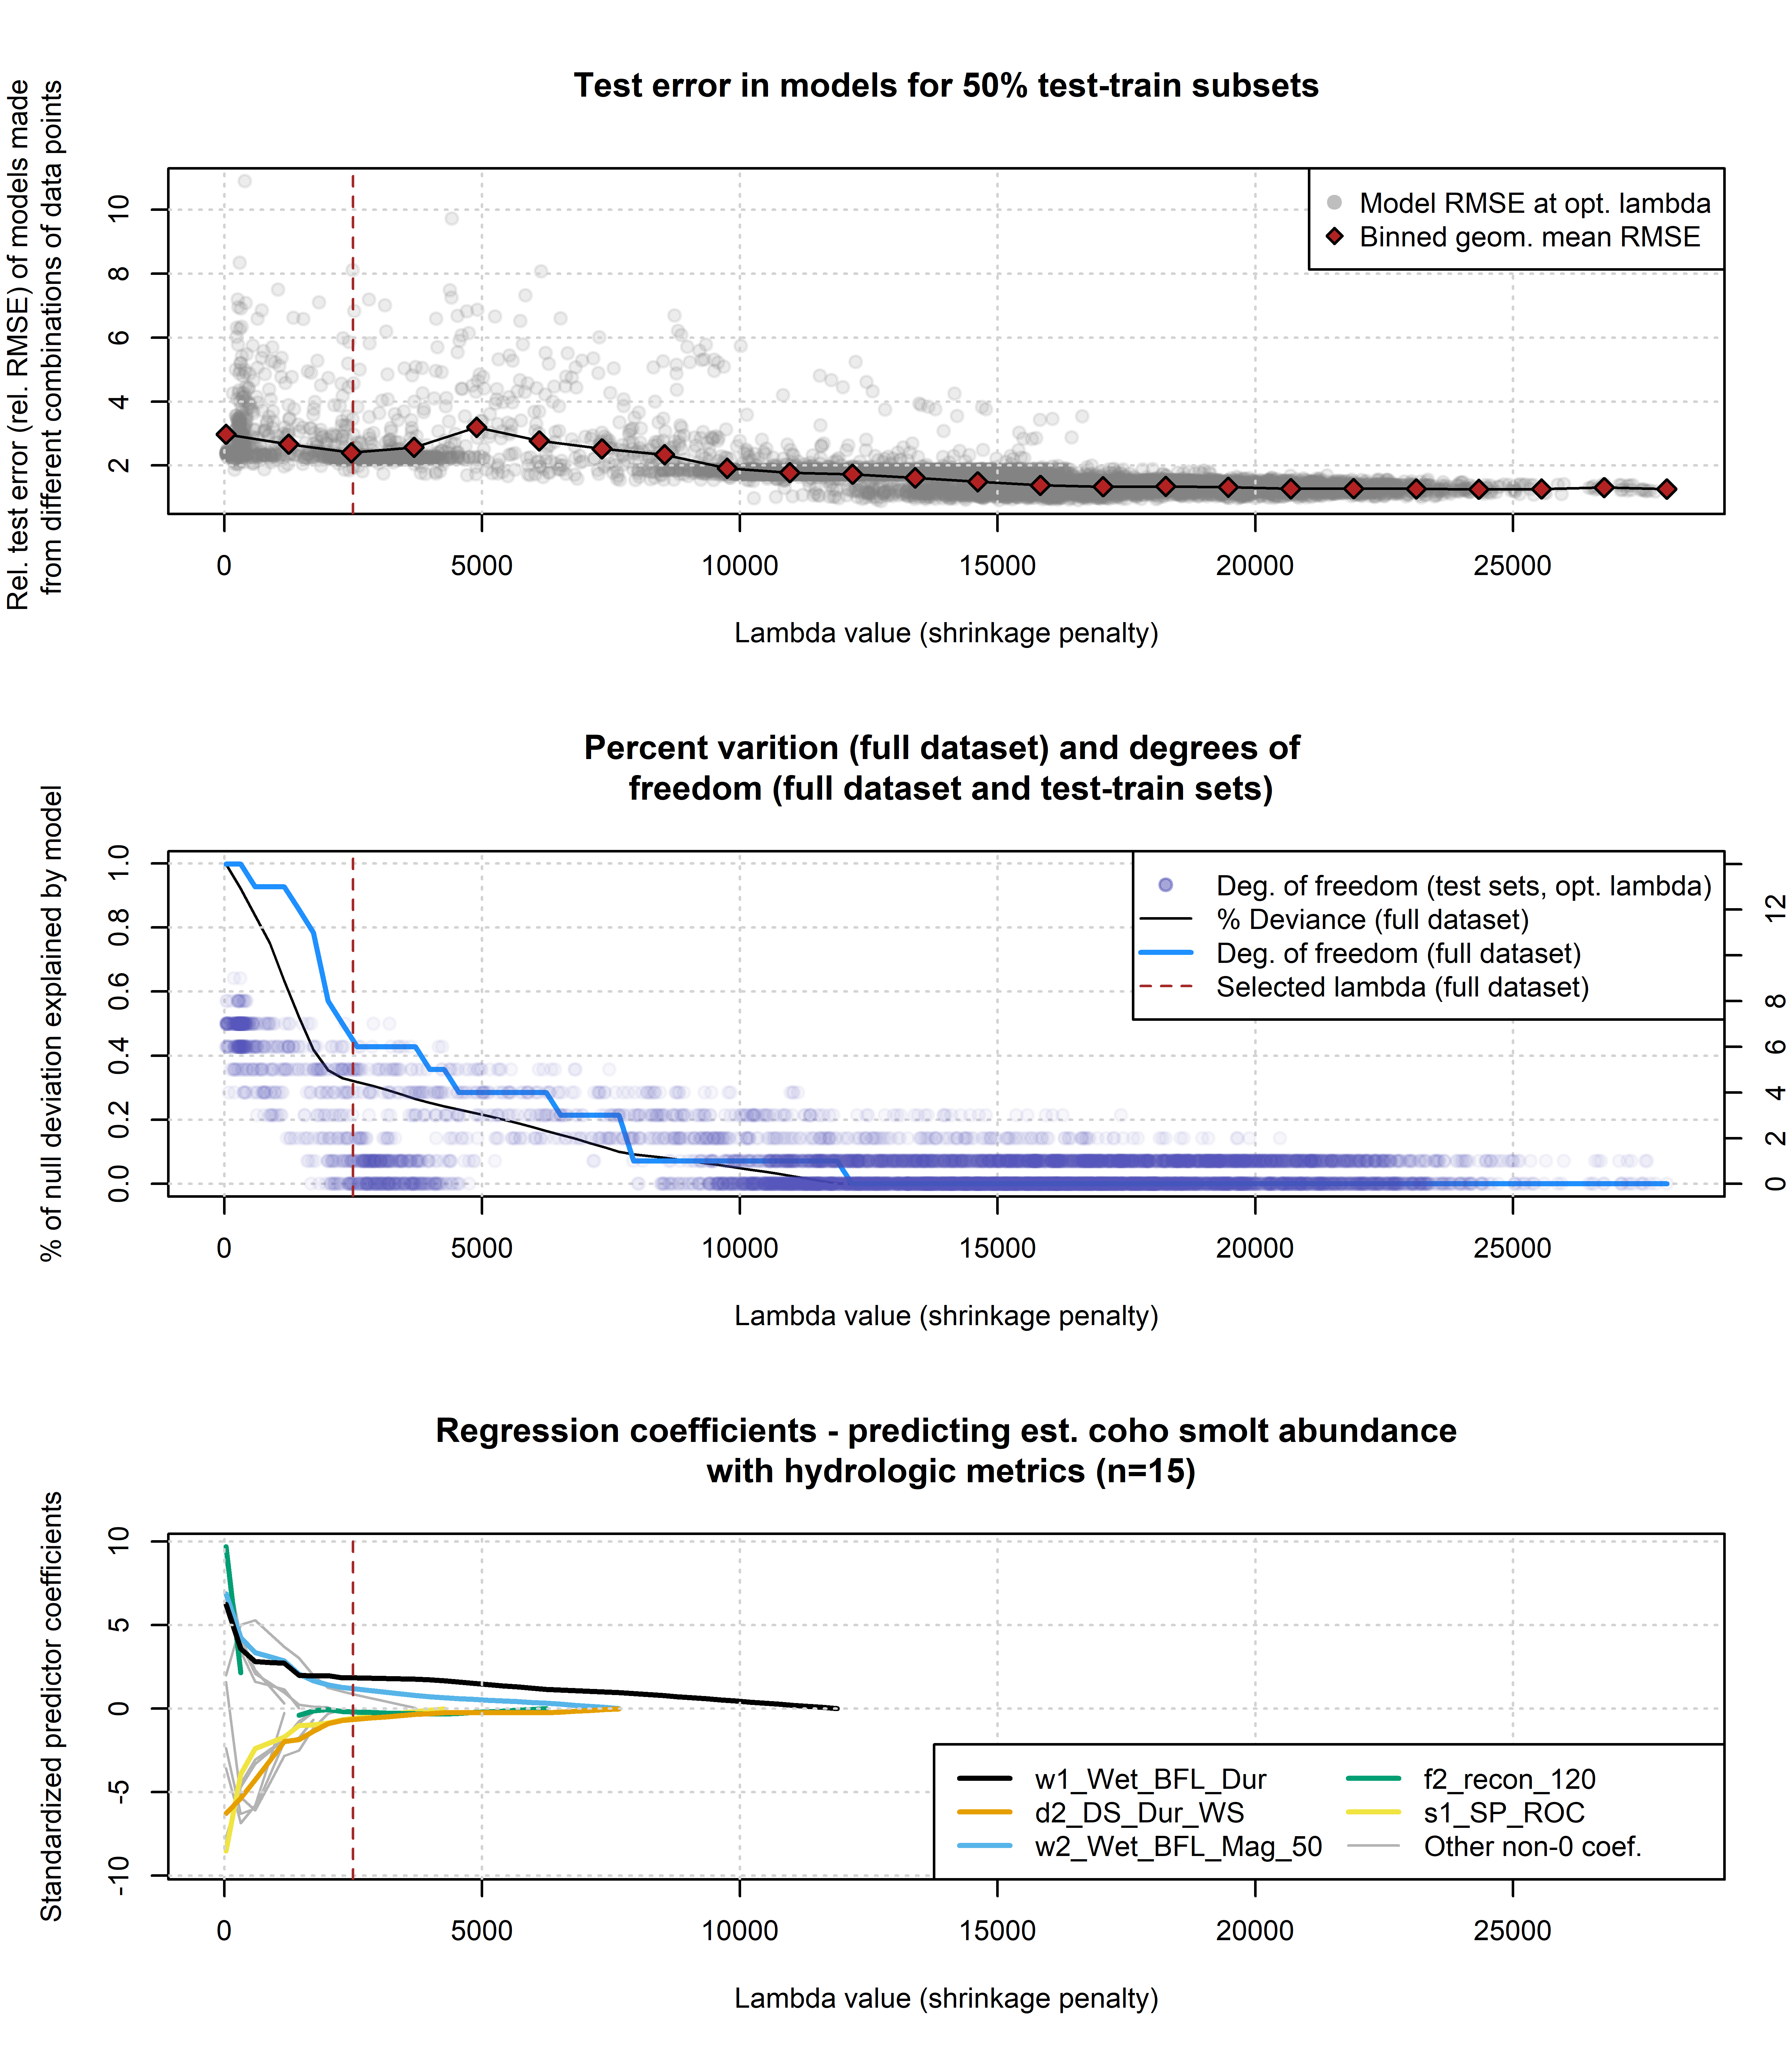 Test error in models for 50% test-train subsets
Rel. test error (rel. RMSE) of models made
from different combinations of data points
10
8
6
4
2
Model RMSE at opt. lambda
Binned geom. mean RMSE
0 5000 10000 15000 20000 25000
Lambda value (shrinkage penalty)
Percent varition (full dataset) and degrees of
freedom (full dataset and test-train sets)
% of null deviation explained by model
1.0
0.8
0.6
0.4
0.2
0.0
Deg. of freedom (test sets, opt. lambda)
% Deviance (full dataset)
Deg. of freedom (full dataset)
Selected lambda (full dataset)
12
8
6
4
2
0
0 5000 10000 15000 20000 25000
Lambda value (shrinkage penalty)
Regression coefficients - predicting est. coho smolt abundance
with hydrologic metrics (n=15)
Standardized predictor coefficients
10
5
0
-5
-10
w1_Wet_BFL_Dur
d2_DS_Dur_WS
w2_Wet_BFL_Mag_50
f2_recon_120
s1_SP_ROC
Other non-0 coef.
0 5000 10000 15000 20000 25000
Lambda value (shrinkage penalty)